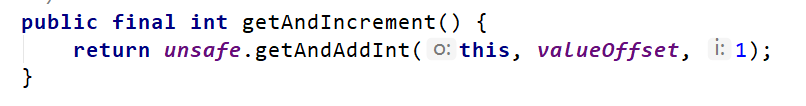 public final int getAndIncrement() {
return unsafe.getAndAddInt( o: this, valueOffset, i: 1);
}